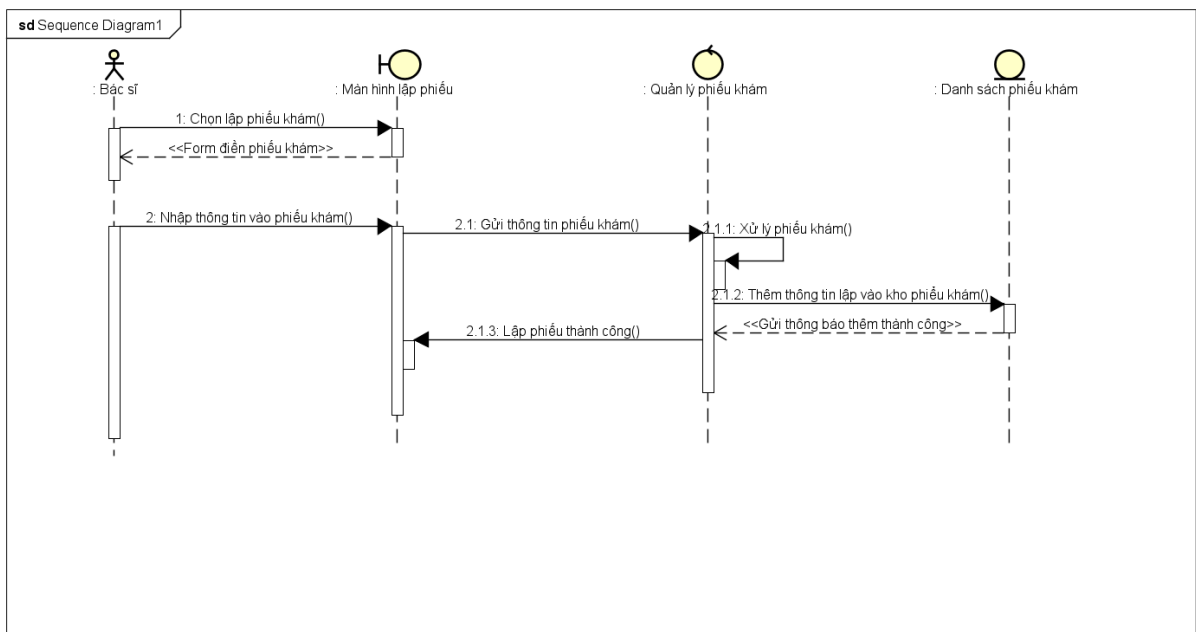 sd Sequence Diagram1
: Bác sĩ
: Màn hình lập phiếu
: Quản lý phiếu khám
: Danh sách phiếu khám
1: Chọn lập phiếu khám()
<<Form điền phiếu khám>>
2: Nhập thông tin vào phiếu khám()
2.1: Gửi thông tin phiếu khám()
2.1.1: Xử lý phiếu khám()
2.1.2: Thêm thông tin lập vào kho phiếu khám()
<<Gửi thông báo thêm thành công>>
2.1.3: Lập phiếu thành công()